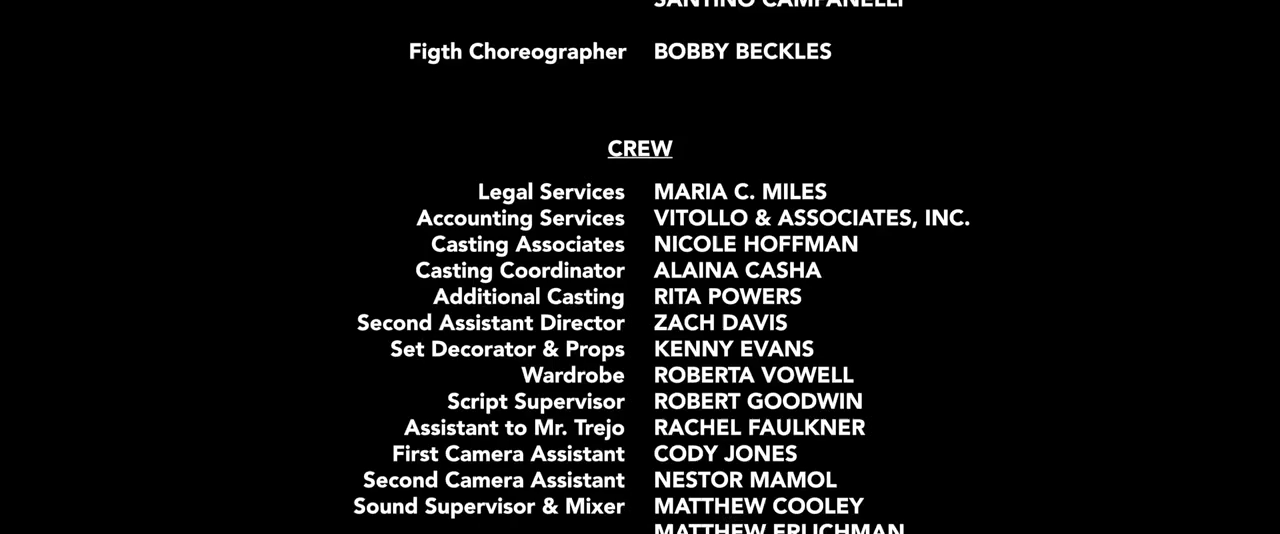 SANTINO CAMPANELLI
Figth Choreographer BOBBY BECKLES
CREW
Legal Services MARIA C. MILES
Accounting Services VITOLLO & ASSOCIATES, INC.
Casting Associates NICOLE HOFFMAN
Casting Coordinator ALAINA CASHA
Additional Casting RITA POWERS
Second Assistant Director ZACH DAVIS
Set Decorator & Props KENNY EVANS
Wardrobe ROBERTA VOWELL
Script Supervisor ROBERT GOODWIN
Assistant to Mr. Trejo RACHEL FAULKNER
First Camera Assistant CODY JONES
Second Camera Assistant NESTOR MAMOL
Sound Supervisor & Mixer MATTHEW COOLEY
MATTHEW